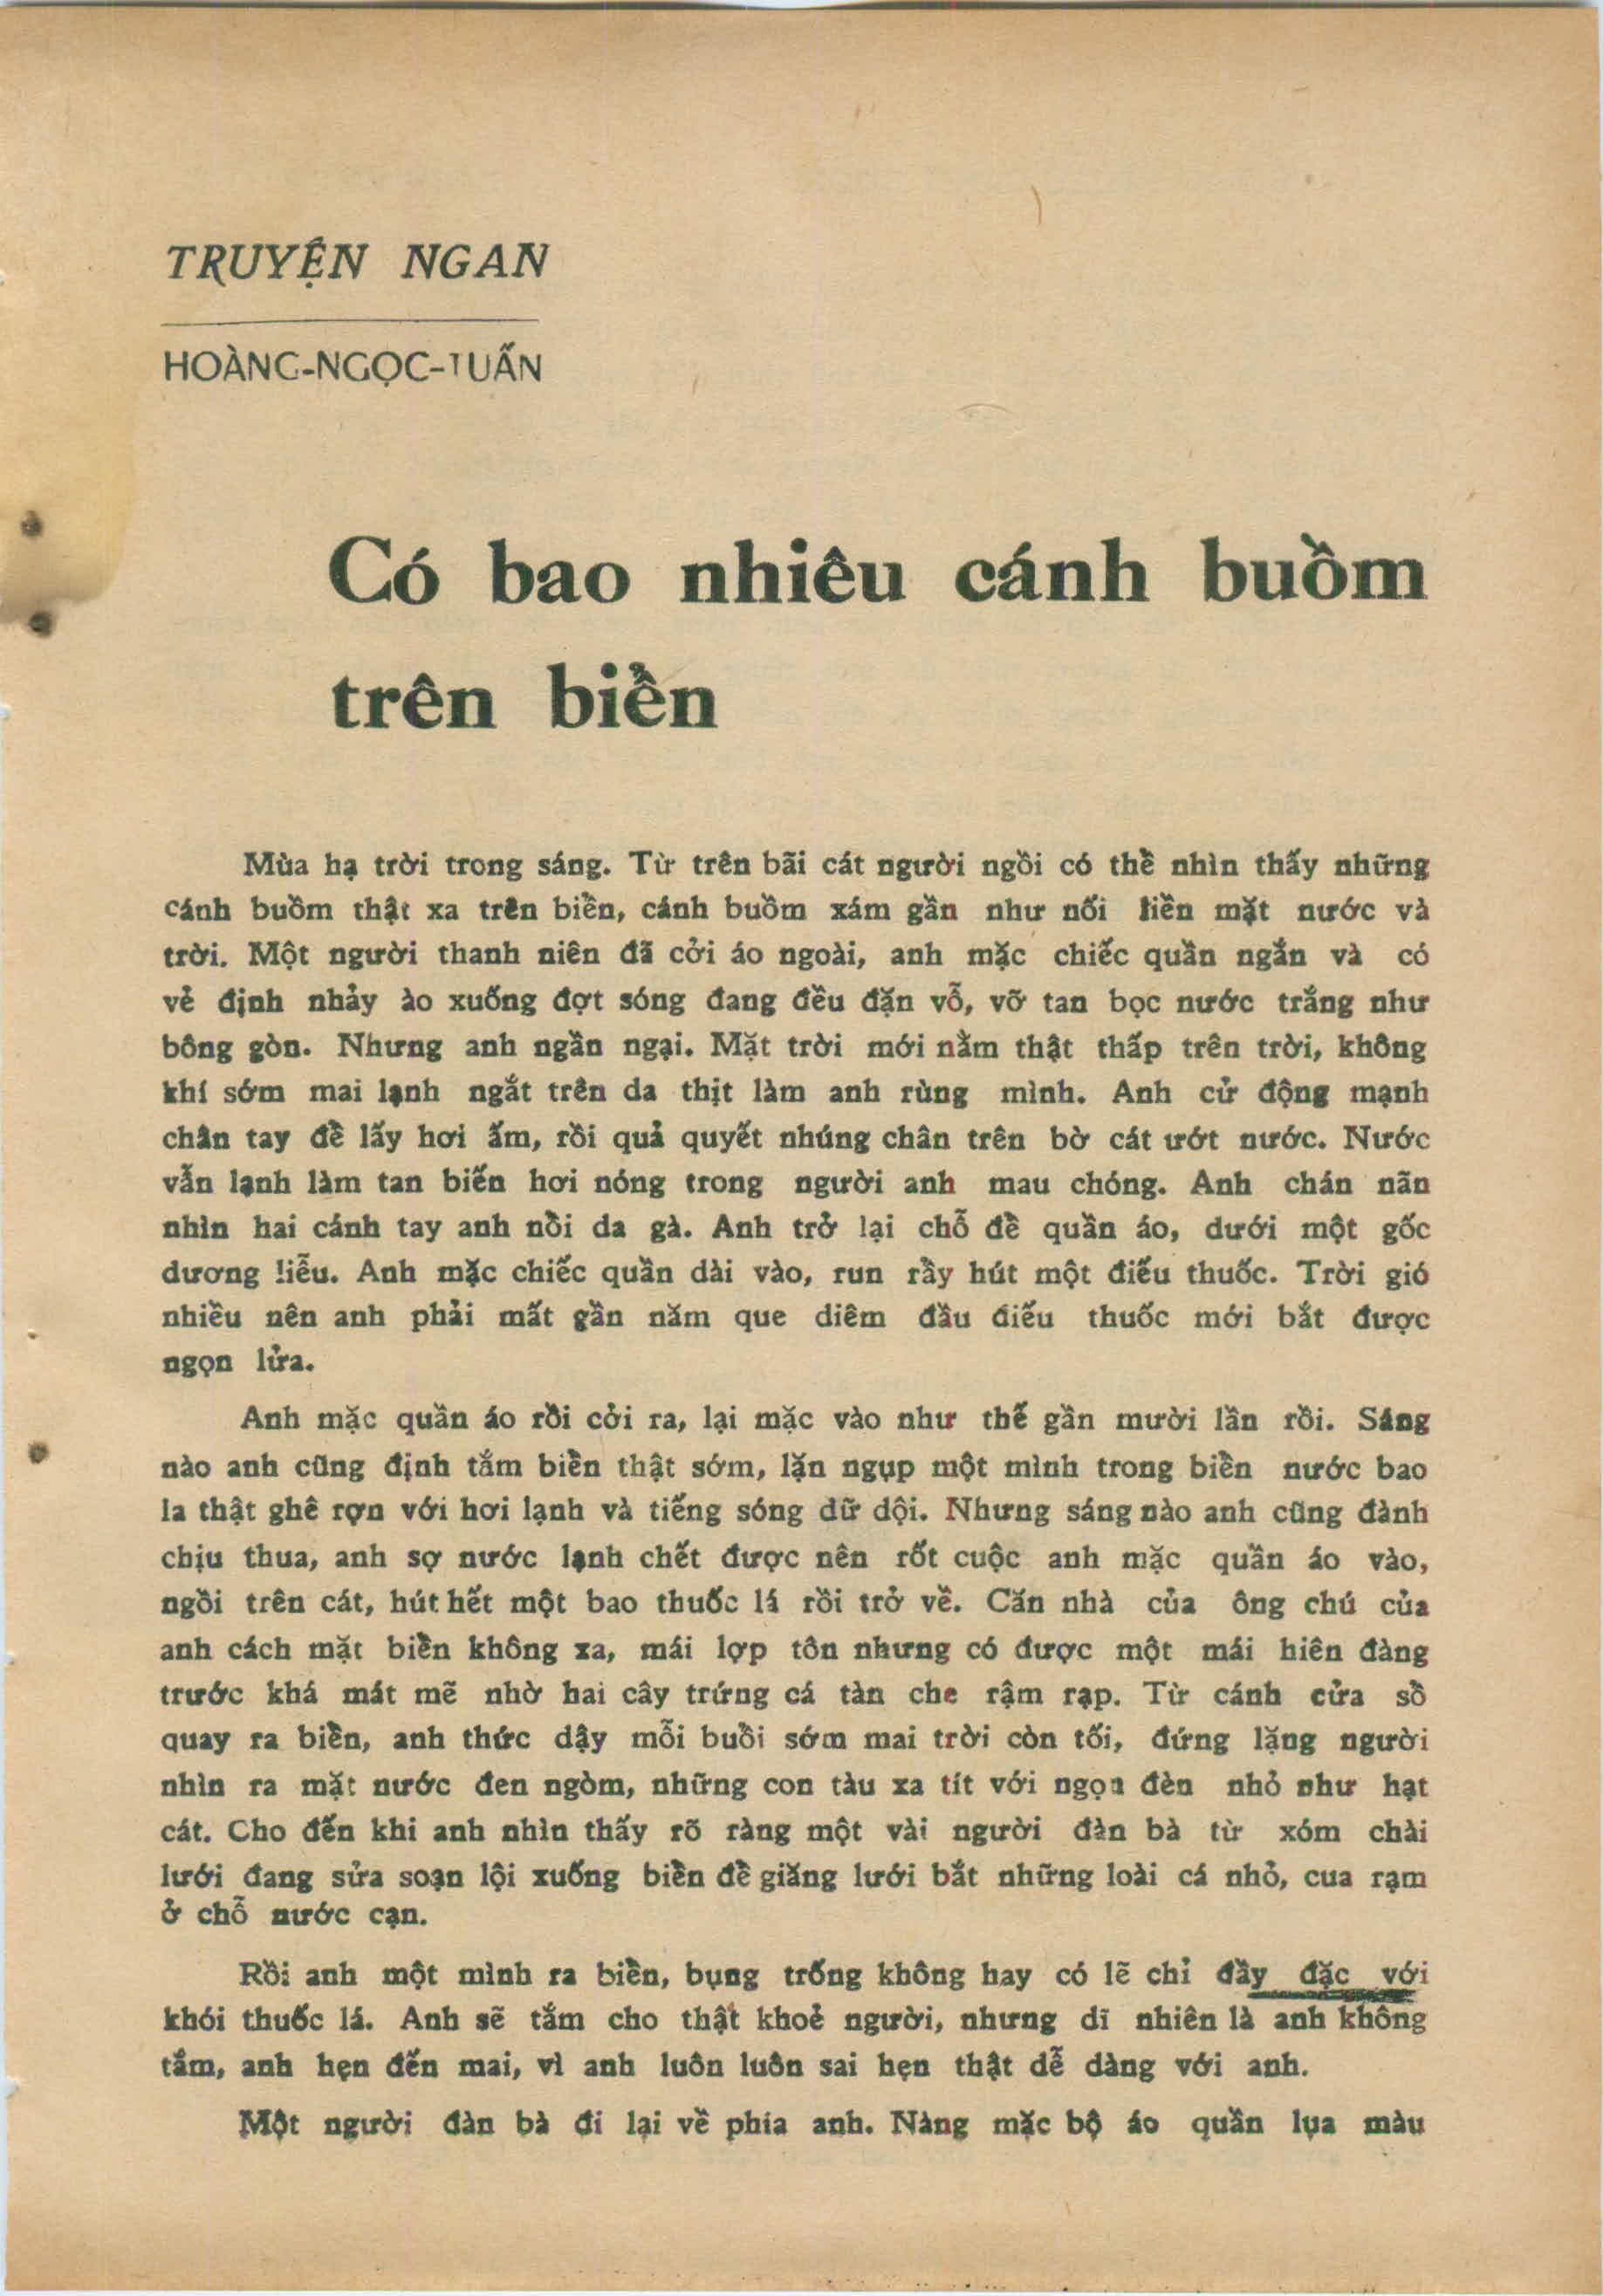 TRUYỆN NGAN
HOÀNG-NGỌC-TUẤN
Có bao nhiêu cánh buồm
trên biển
Mùa hạ trời trong sáng. Từ trên bãi cát người ngồi có thể nhìn thấy những
cánh buồm thật xa trên biển, cánh buồm xám gần như nối liền mặt nước và
trời. Một người thanh niên đã cởi áo ngoài, anh mặc chiếc quần ngắn và có
vẻ định nhảy ào xuống đợt sóng đang đều đặn vỗ, vỡ tan bọc nước trắng như
bông gòn. Nhưng anh ngần ngại. Mặt trời mới nằm thật thấp trên trời, không
khí sớm mai lạnh ngắt trên da thịt làm anh rùng mình. Anh cử động mạnh
chân tay để lấy hơi ấm, rồi quả quyết nhúng chân trên bờ cát ướt nước. Nước
vẫn lạnh làm tan biến hơi nóng trong người anh mau chóng. Anh chán nãn
nhìn hai cánh tay anh nổi da gà. Anh trở lại chỗ để quần áo, dưới một gốc
dương liễu. Anh mặc chiếc quần dài vào, run rẩy hút một điếu thuốc. Trời gió
nhiều nên anh phải mất gần năm que diêm đầu điếu thuốc mới bắt được
ngọn lửa.
Anh mặc quần áo rồi cởi ra, lại mặc vào như thế gần mười lần rồi. Sáng
nào anh cũng định tắm biển thật sớm, lặn ngụp một mình trong biển nước bao
la thật ghê rợn với hơi lạnh và tiếng sóng dữ dội. Nhưng sáng nào anh cũng đành
chịu thua, anh sợ nước lạnh chết được nên rốt cuộc anh mặc quần áo vào,
ngồi trên cát, hút hết một bao thuốc lá rồi trở về. Căn nhà của ông chú của
anh cách mặt biển không xa, mái lợp tôn nhưng có được một mái hiên đàng
trước khá mát mẽ nhờ hai cây trứng cá tàn che rậm rạp. Từ cánh cửa sổ
quay ra biển, anh thức dậy mỗi buổi sớm mai trời còn tối, đứng lặng người
nhìn ra mặt nước đen ngòm, những con tàu xa tít với ngọn đèn nhỏ như hạt
cát. Cho đến khi anh nhìn thấy rõ ràng một vài người đàn bà từ xóm chài
lưới đang sửa soạn lội xuống biển để giăng lưới bắt những loài cá nhỏ, cua rạm
ở chỗ nước cạn.
Rồi anh một mình ra biển, bụng trống không hay có lẽ chỉ đầy đặc với
khói thuốc lá. Anh sẽ tắm cho thật khoẻ người, nhưng dĩ nhiên là anh không
tắm, anh hẹn đến mai, vì anh luôn luôn sai hẹn thật dễ dàng với anh.
Một người đàn bà đi lại về phía anh. Nàng mặc bộ áo quần lụa màu